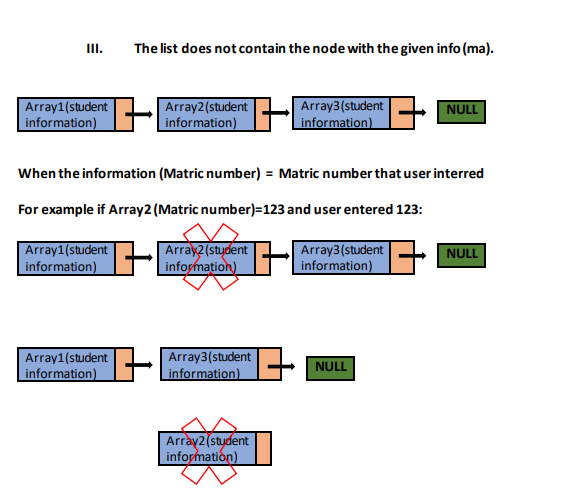 III. The list does not contain the node with the given info (ma).
Array1(student
information)
Array2(student
information)
Array3(student
information)
NULL
When the information (Matric number) = Matric number that user interred
For example if Array2 (Matric number)=123 and user entered 123:
Array1(student
information)
Array2(student
information)
Array3(student
information)
NULL
Array1(student
information)
Array3(student
information)
NULL
Array2(student
information)